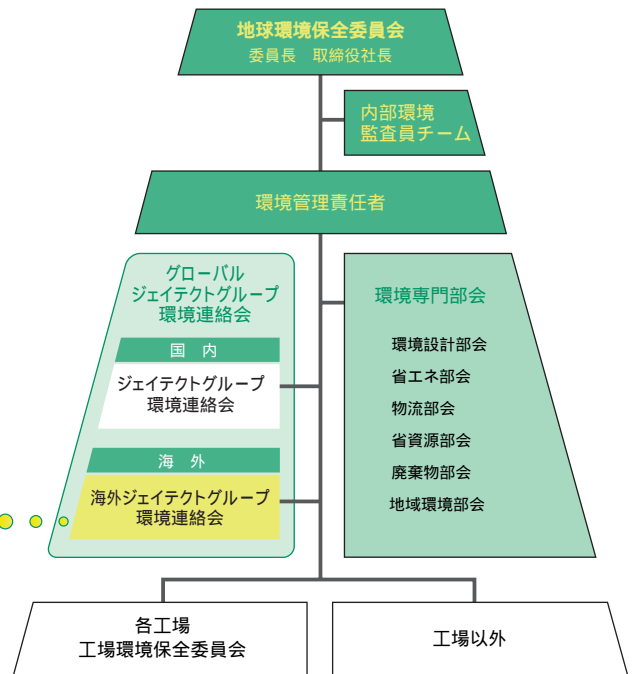 地球環境保全委員会
委員長　取締役社長
内部環境
監査員チーム
環境管理責任者
グローバル
ジェイテクトグループ
環境連絡会
国　内
ジェイテクトグループ
環境連絡会
海　外
海外ジェイテクトグループ
環境連絡会
環境専門部会
環境設計部会
省エネ部会
物流部会
省資源部会
廃棄物部会
地域環境部会
各工場
工場環境保全委員会
工場以外